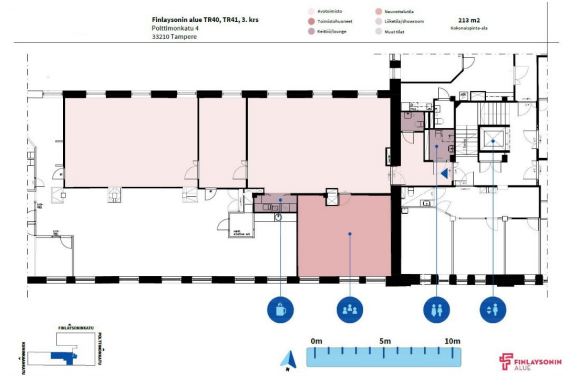 Finlaysonin alue TR40, TR41, 3. krs
Polttimonkatu 4
33210 Tampere
Avotoimisto
Toimistohuoneet
Keittiö/lounge
Neuvottelutila
Liiketila/showroom
Muut tilat
213 m2
Kokonaispinta-ala
FINLAYSONINKATU
POLTTIMONKATU
0m 5m 10m
FINLAYSONIN
ALUE